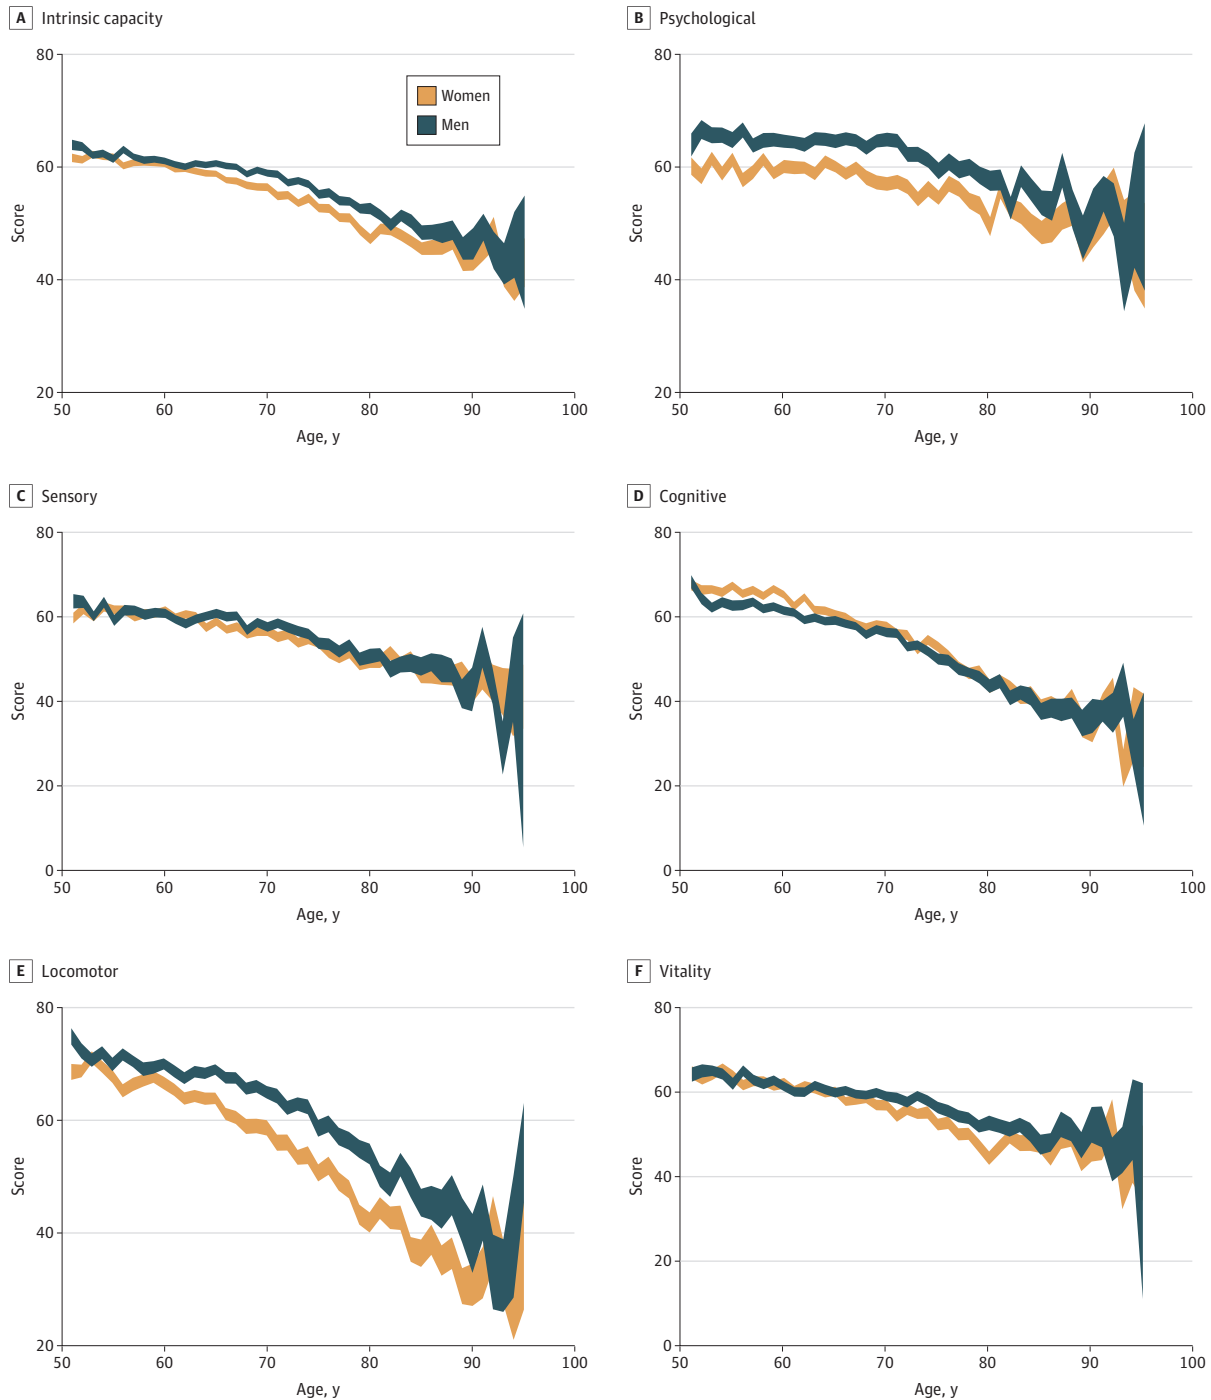 A Intrinsic capacity
80
60
40
20
Score
50 60 70 80 90 100
Age, y
Women
Men
B Psychological
80
60
40
20
Score
50 60 70 80 90 100
Age, y
C Sensory
80
60
40
20
0
Score
50 60 70 80 90 100
Age, y
D Cognitive
80
60
40
20
0
Score
50 60 70 80 90 100
Age, y
E Locomotor
80
60
40
20
Score
50 60 70 80 90 100
Age, y
F Vitality
80
60
40
20
0
Score
50 60 70 80 90 100
Age, y